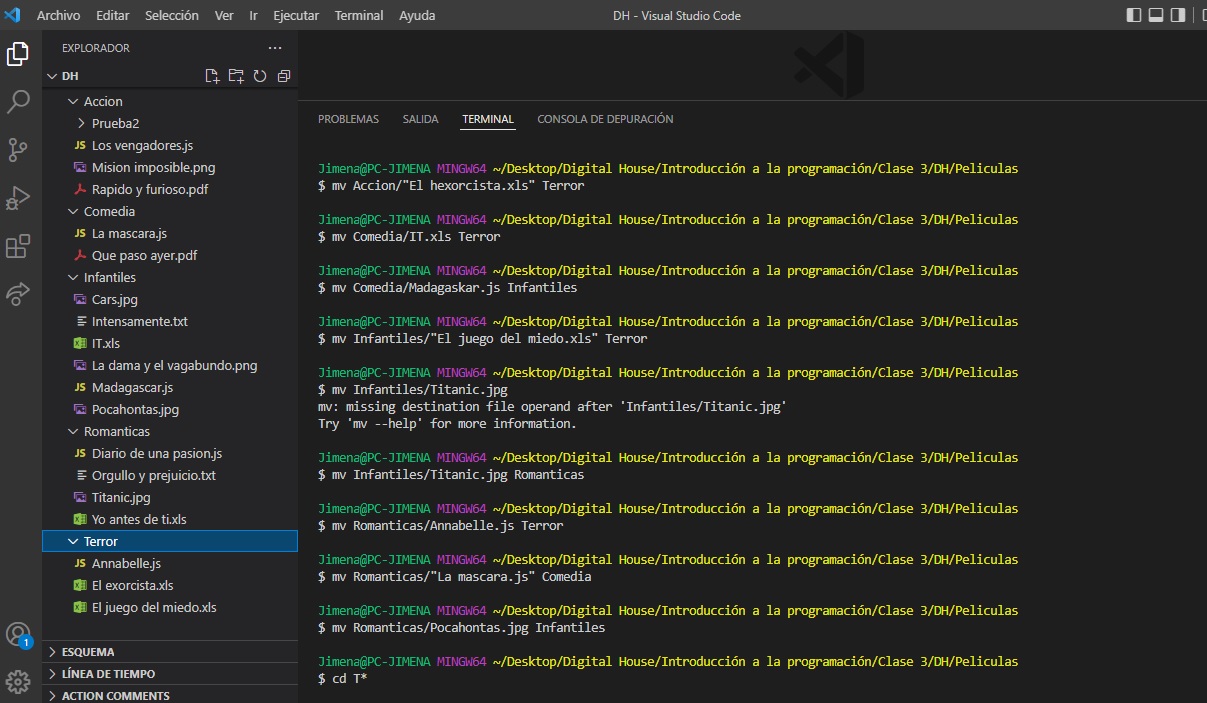 Archivo Editar Selección Ver Ir Ejecutar Terminal Ayuda
DH - Visual Studio Code
EXPLORADOR
DH
Accion
Prueba2
JS Los vengadores.js
Mision imposible.png
Rapido y furioso.pdf
Comedia
JS La mascara.js
Que paso ayer.pdf
Infantiles
Cars.jpg
Intensamente.txt
IT.xls
La dama y el vagabundo.png
JS Madagascar.js
Pocahontas.jpg
Romanticas
JS Diario de una pasion.js
Orgullo y prejuicio.txt
Titanic.jpg
Yo antes de ti.xls
Terror
JS Annabelle.js
El exorcista.xls
El juego del miedo.xls
1
ESQUEMA
LÍNEA DE TIEMPO
ACTION COMMENTS
PROBLEMAS SALIDA TERMINAL CONSOLA DE DEPURACIÓN
Jimena@PC-JIMENA MINGW64 ~/Desktop/Digital House/Introducción a la programación/Clase 3/DH/Peliculas
$ mv Accion/"El hexorcista.xls" Terror
Jimena@PC-JIMENA MINGW64 ~/Desktop/Digital House/Introducción a la programación/Clase 3/DH/Peliculas
$ mv Comedia/IT.xls Terror
Jimena@PC-JIMENA MINGW64 ~/Desktop/Digital House/Introducción a la programación/Clase 3/DH/Peliculas
$ mv Comedia/Madagaskar.js Infantiles
Jimena@PC-JIMENA MINGW64 ~/Desktop/Digital House/Introducción a la programación/Clase 3/DH/Peliculas
$ mv Infantiles/"El juego del miedo.xls" Terror
Jimena@PC-JIMENA MINGW64 ~/Desktop/Digital House/Introducción a la programación/Clase 3/DH/Peliculas
$ mv Infantiles/Titanic.jpg
mv: missing destination file operand after 'Infantiles/Titanic.jpg'
Try 'mv --help' for more information.
Jimena@PC-JIMENA MINGW64 ~/Desktop/Digital House/Introducción a la programación/Clase 3/DH/Peliculas
$ mv Infantiles/Titanic.jpg Romanticas
Jimena@PC-JIMENA MINGW64 ~/Desktop/Digital House/Introducción a la programación/Clase 3/DH/Peliculas
$ mv Romanticas/Annabelle.js Terror
Jimena@PC-JIMENA MINGW64 ~/Desktop/Digital House/Introducción a la programación/Clase 3/DH/Peliculas
$ mv Romanticas/"La mascara.js" Comedia
Jimena@PC-JIMENA MINGW64 ~/Desktop/Digital House/Introducción a la programación/Clase 3/DH/Peliculas
$ mv Romanticas/Pocahontas.jpg Infantiles
Jimena@PC-JIMENA MINGW64 ~/Desktop/Digital House/Introducción a la programación/Clase 3/DH/Peliculas
$ cd T*